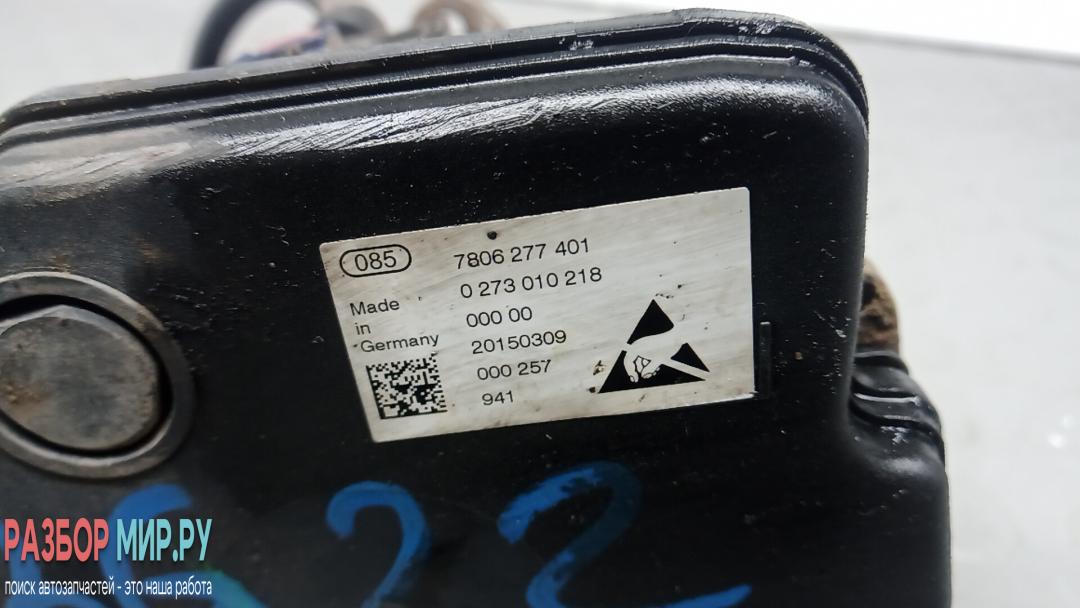 085 7806 277 401
0 273 010 218
Made
in
Germany
000 00
20150309
000 257
941
22
РАЗБОР МИР.РУ
поиск автозапчастей - это наша работа